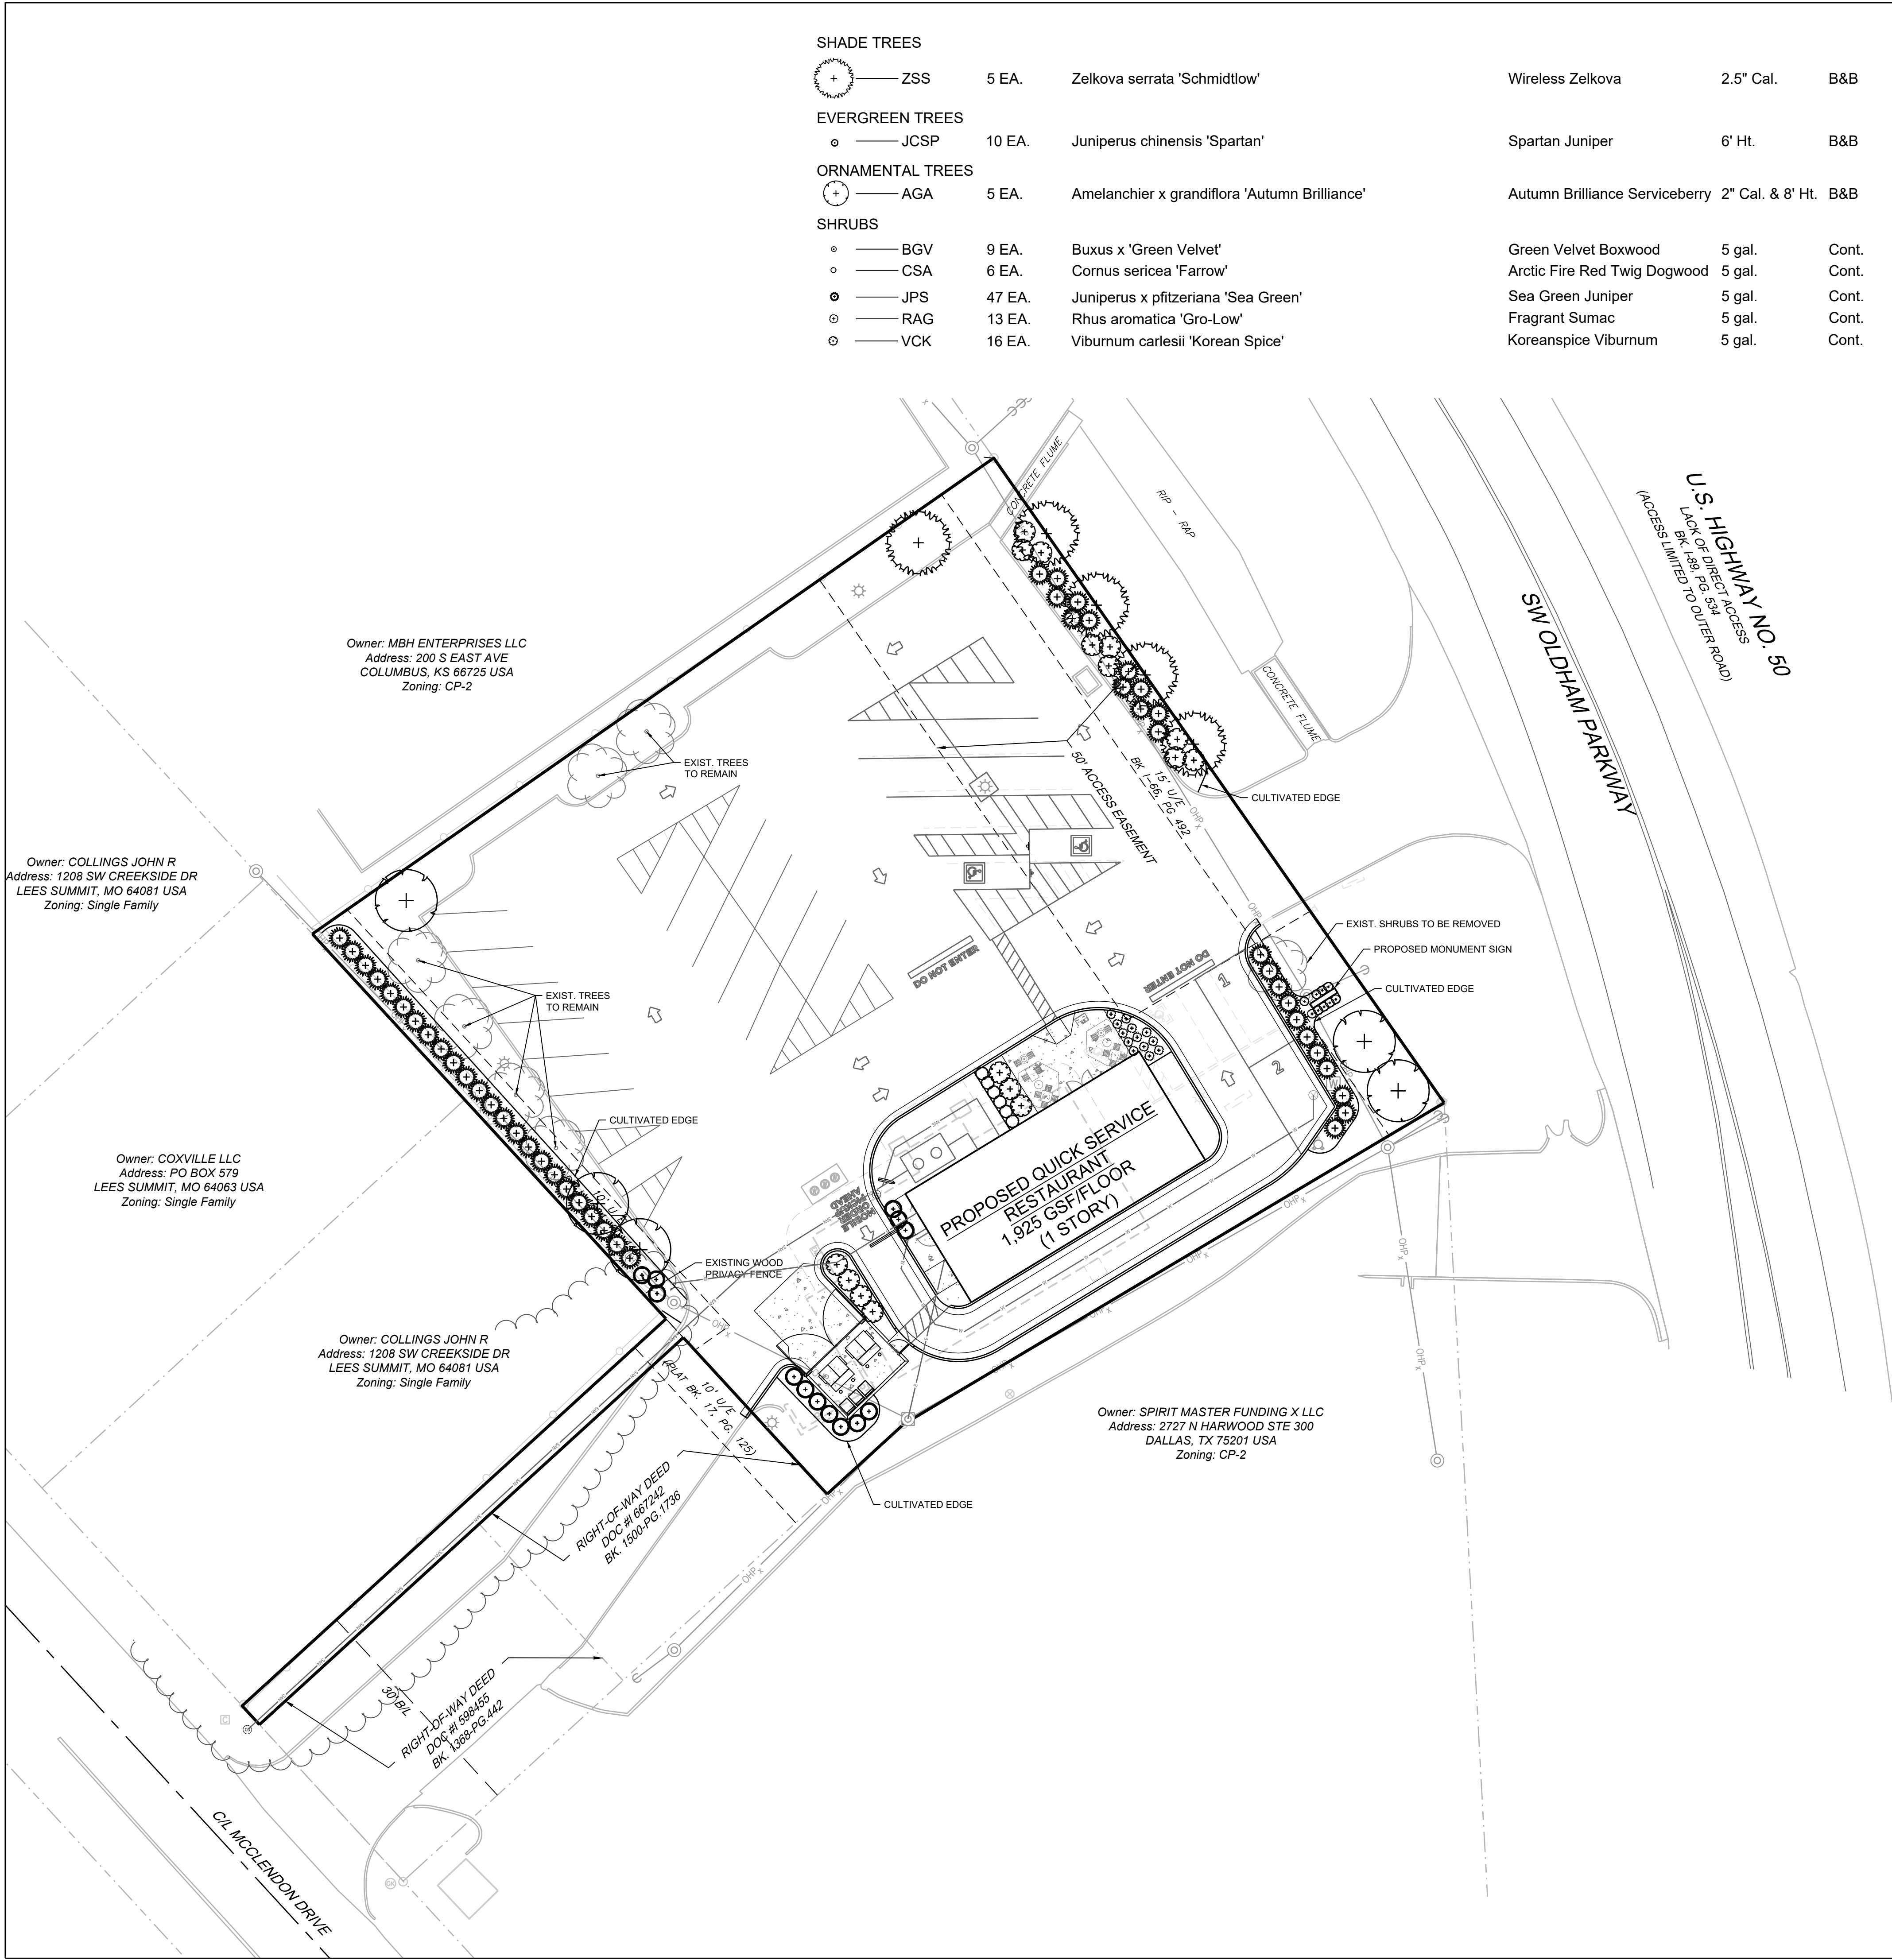 SHADE TREES
ZSS 5 EA. Zelkova serrata 'Schmidtlow' Wireless Zelkova 2.5" Cal. B&B
EVERGREEN TREES
JCSP 10 EA. Juniperus chinensis 'Spartan' Spartan Juniper 6' Ht. B&B
ORNAMENTAL TREES
AGA 5 EA. Amelanchier x grandiflora 'Autumn Brilliance' Autumn Brilliance Serviceberry 2" Cal. & 8' Ht. B&B
SHRUBS
BGV 9 EA. Buxus x 'Green Velvet' Green Velvet Boxwood 5 gal. Cont.
CSA 6 EA. Cornus sericea 'Farrow' Arctic Fire Red Twig Dogwood 5 gal. Cont.
JPS 47 EA. Juniperus x pfitzeriana 'Sea Green' Sea Green Juniper 5 gal. Cont.
RAG 13 EA. Rhus aromatica 'Gro-Low' Fragrant Sumac 5 gal. Cont.
VCK 16 EA. Viburnum carlesii 'Korean Spice' Koreanspice Viburnum 5 gal. Cont.
CONCRETE FLUME
RIP - RAP
U.S. HIGHWAY NO. 50
LACK OF DIRECT ACCESS
BK. I-89, PG. 534
(ACCESS LIMITED TO OUTER ROAD)
SW OLDHAM PARKWAY
Owner: MBH ENTERPRISES LLC
Address: 200 S EAST AVE
COLUMBUS, KS 66725 USA
Zoning: CP-2
CONCRETE FLUME
EXIST. TREES
TO REMAIN
50' ACCESS EASEMENT
15' U/E
BK I-66, PG 492
CULTIVATED EDGE
OHP
Owner: COLLINGS JOHN R
Address: 1208 SW CREEKSIDE DR
LEES SUMMIT, MO 64081 USA
Zoning: Single Family
OHP
EXIST. SHRUBS TO BE REMOVED
PROPOSED MONUMENT SIGN
CULTIVATED EDGE
DO NOT ENTER
DO NOT ENTER
1
2
EXIST. TREES
TO REMAIN
CULTIVATED EDGE
10' U/E
Owner: COXVILLE LLC
Address: PO BOX 579
LEES SUMMIT, MO 64063 USA
Zoning: Single Family
PROPOSED QUICK SERVICE
RESTAURANT
1,925 GSF/FLOOR
(1 STORY)
MOBILE
ORDER
PICKUP
AHEAD
OHP
OHP
OHP
EXISTING WOOD
PRIVACY FENCE
OHP
Owner: COLLINGS JOHN R
Address: 1208 SW CREEKSIDE DR
LEES SUMMIT, MO 64081 USA
Zoning: Single Family
OHP
OHP
10' U/E
(PLAT BK. 17, PG. 125)
Owner: SPIRIT MASTER FUNDING X LLC
Address: 2727 N HARWOOD STE 300
DALLAS, TX 75201 USA
Zoning: CP-2
CULTIVATED EDGE
OHP
RIGHT-OF-WAY DEED
DOC #I 667242
BK. 1500-PG.1736
OHP
30' B/L
RIGHT-OF-WAY DEED
DOC #I 598455
BK. 1368-PG.442
C/L MCCLENDON DRIVE